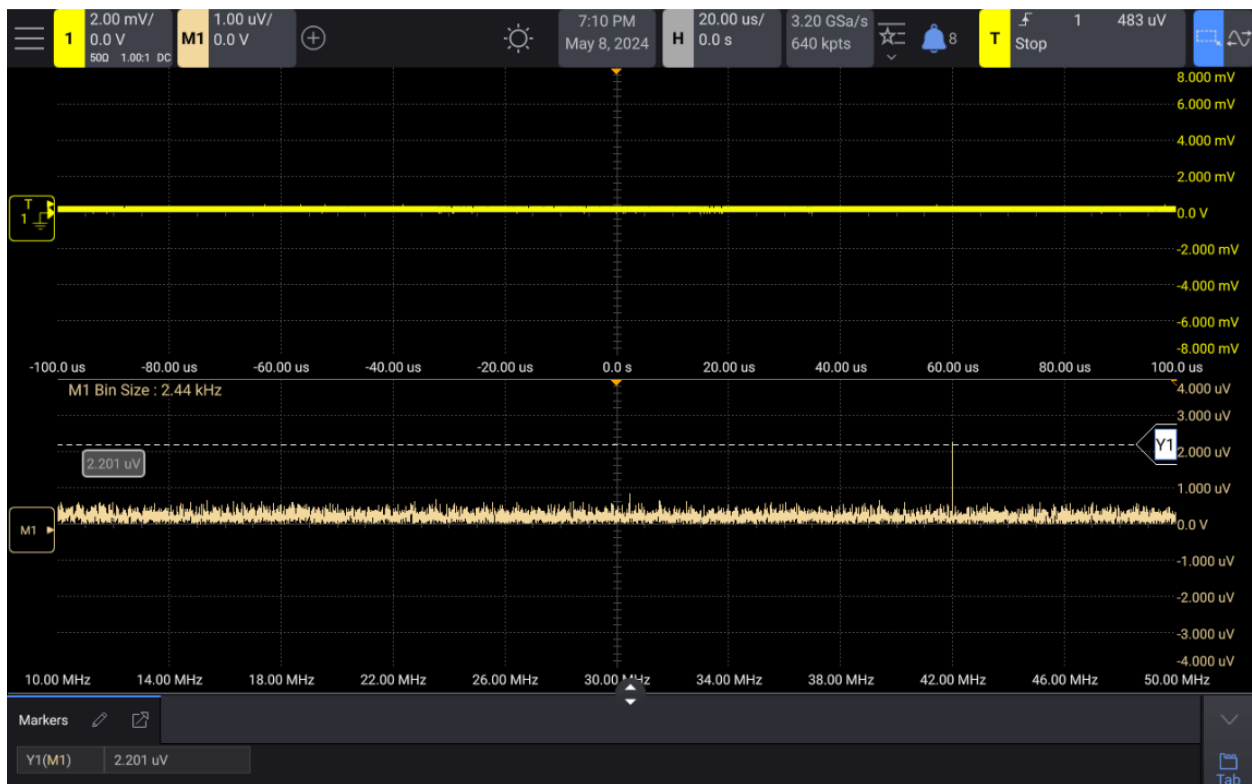 1 2.00 mV/ 0.0 V 50Ω 1.00:1 DC
M1 1.00 uV/ 0.0 V
7:10 PM
May 8, 2024
H 20.00 us/ 0.0 s
3.20 GSa/s
640 kpts
8
T 1 483 uV
Stop
8.000 mV
6.000 mV
4.000 mV
2.000 mV
T
1
0.0 V
-2.000 mV
-4.000 mV
-6.000 mV
-8.000 mV
-100.0 us -80.00 us -60.00 us -40.00 us -20.00 us 0.0 s 20.00 us 40.00 us 60.00 us 80.00 us 100.0 us
M1 Bin Size : 2.44 kHz
4.000 uV
3.000 uV
Y1
2.000 uV
2.201 uV
1.000 uV
M1
0.0 V
-1.000 uV
-2.000 uV
-3.000 uV
-4.000 uV
10.00 MHz 14.00 MHz 18.00 MHz 22.00 MHz 26.00 MHz 30.00 MHz 34.00 MHz 38.00 MHz 42.00 MHz 46.00 MHz 50.00 MHz
Markers
Y1(M1) 2.201 uV
Tab